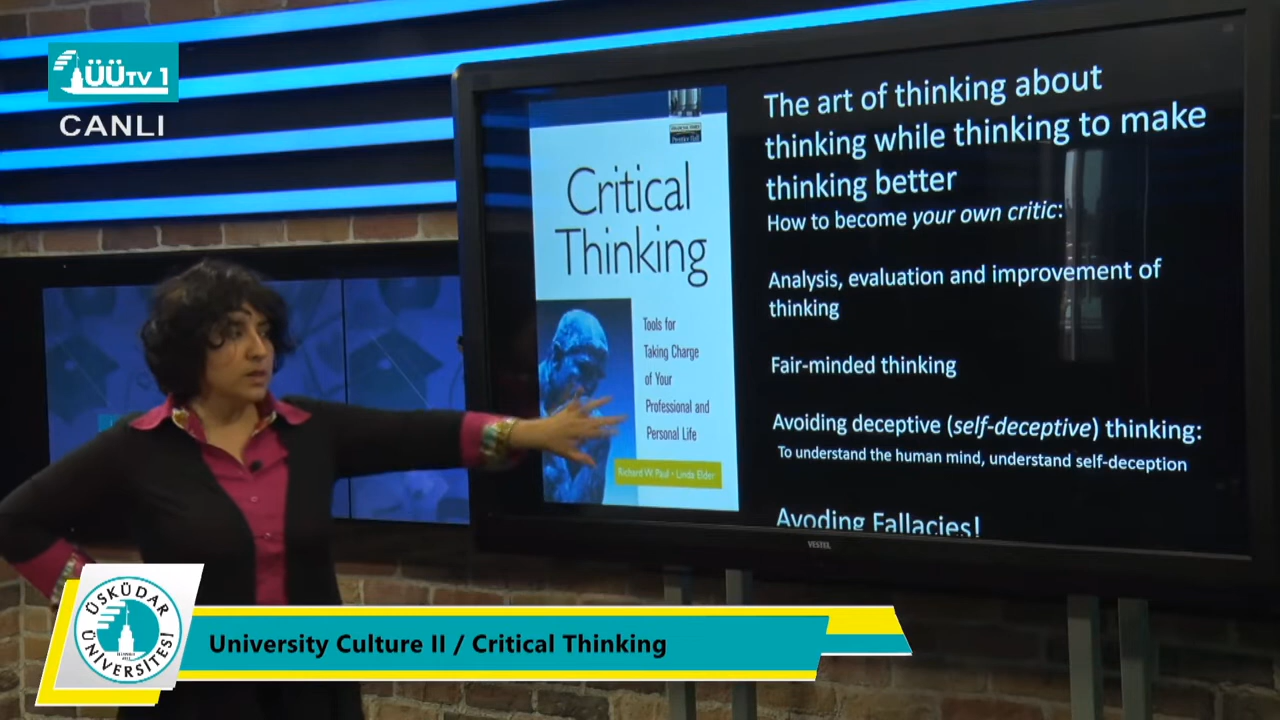 ÜÜTV 1
CANLI
Critical
Thinking
Tools for
Taking Charge
of Your
Professional and
Personal Life
Richard W. Paul • Linda Elder
The art of thinking about
thinking while thinking to make
thinking better
How to become your own critic:
Analysis, evaluation and improvement of
thinking
Fair-minded thinking
Avoiding deceptive (self-deceptive) thinking:
To understand the human mind, understand self-deception
Avoding Fallacies!
VESTEL
ÜSKÜDAR
ÜNİVERSİTESİ
University Culture II / Critical Thinking